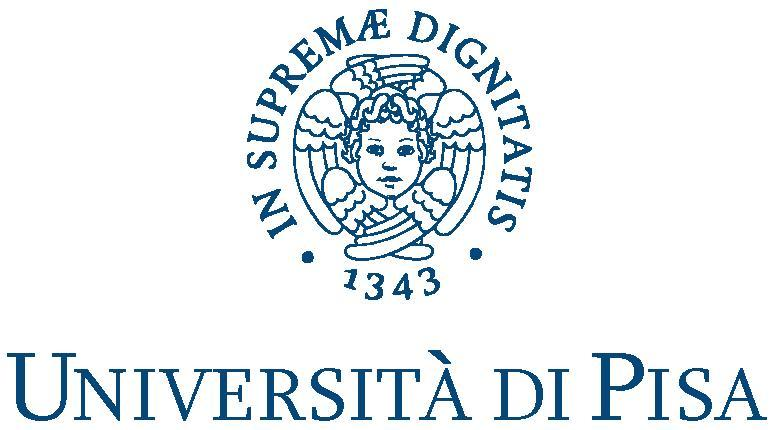 IN SUPREMÆ DIGNITATIS
1343
UNIVERSITÀ DI PISA